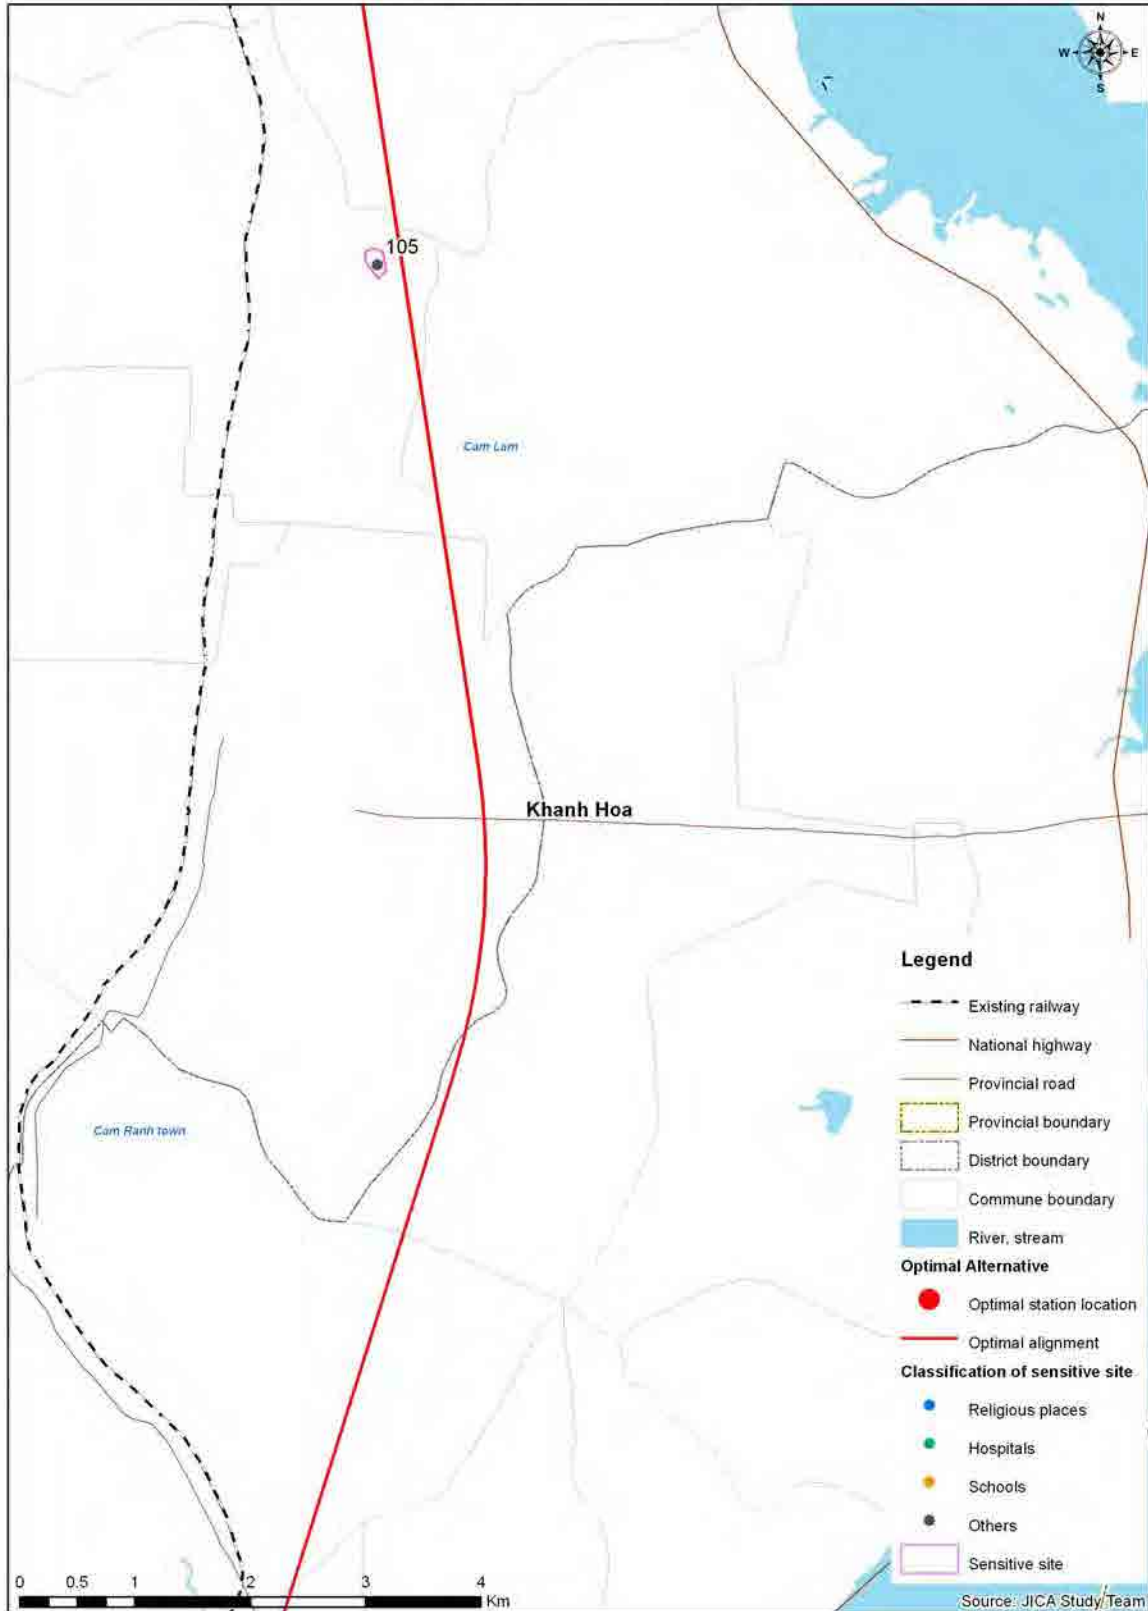 N
W E
S
105
Cam Lam
Khanh Hoa
Cam Ranh town
Legend
Existing railway
National highway
Provincial road
Provincial boundary
District boundary
Commune boundary
River, stream
Optimal Alternative
Optimal station location
Optimal alignment
Classification of sensitive site
Religious places
Hospitals
Schools
Others
Sensitive site
0 0.5 1 2 3 4
Km
Source: JICA Study Team